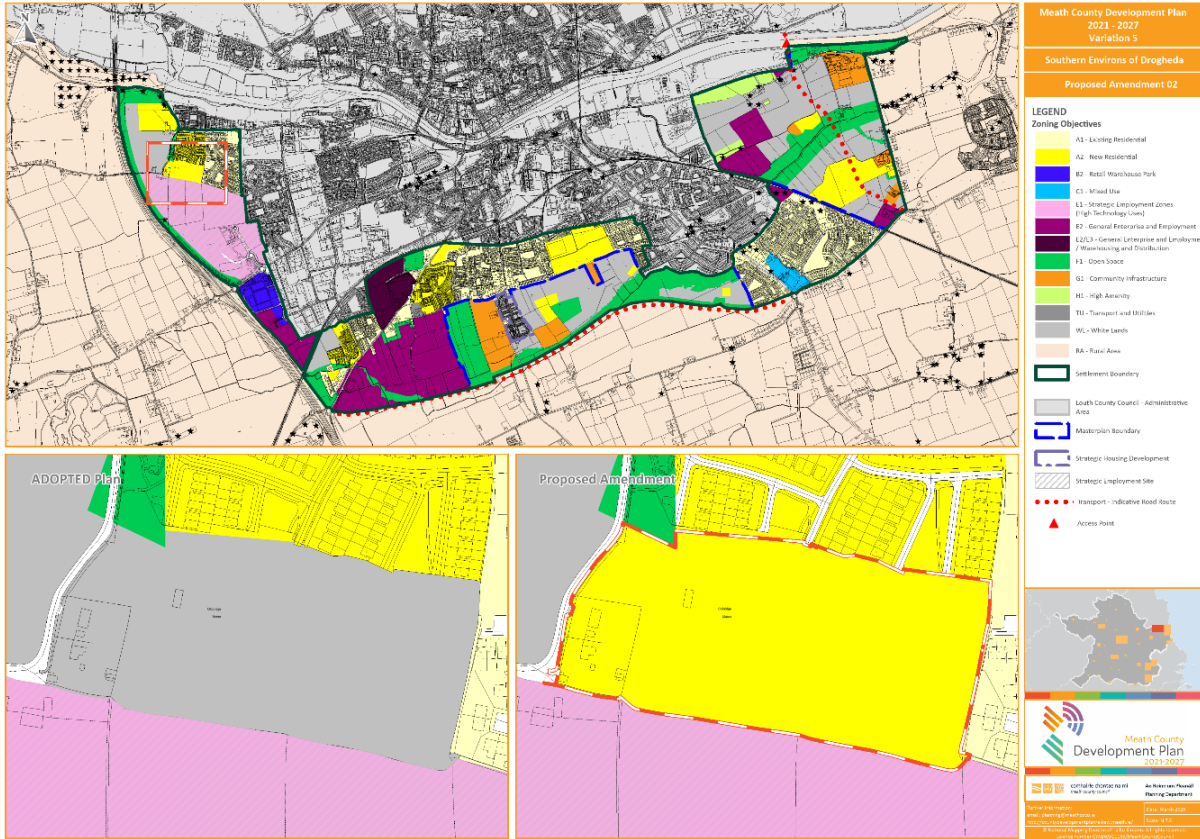 Meath County Development Plan
2021 - 2027
Variation 5
Southern Environs of Drogheda
Proposed Amendment 02
LEGEND
Zoning Objectives
A1 - Existing Residential
A2 - New Residential
B2 - Retail Warehouse Park
C1 - Mixed Use
E1 - Strategic Employment Zones
(High Technology Uses)
E2 - General Enterprise and Employment
E2/E3 - General Enterprise and Employme
/ Warehousing and Distribution
F1 - Open Space
G1 - Community Infrastructure
H1 - High Amenity
TU - Transport and Utilities
WL - White Lands
RA - Rural Area
Settlement Boundary
Louth County Council - Administrative
Area
Masterplan Boundary
Strategic Housing Development
Strategic Employment Site
Transport - Indicative Road Route
Access Point
ADOPTED Plan
Proposed Amendment
Meath County
Development Plan
2021-2027
comhairle chontae na mí
meath county council
An Rannóg Pleanáil
Planning Department
Further Information:
Scale: N.T.S